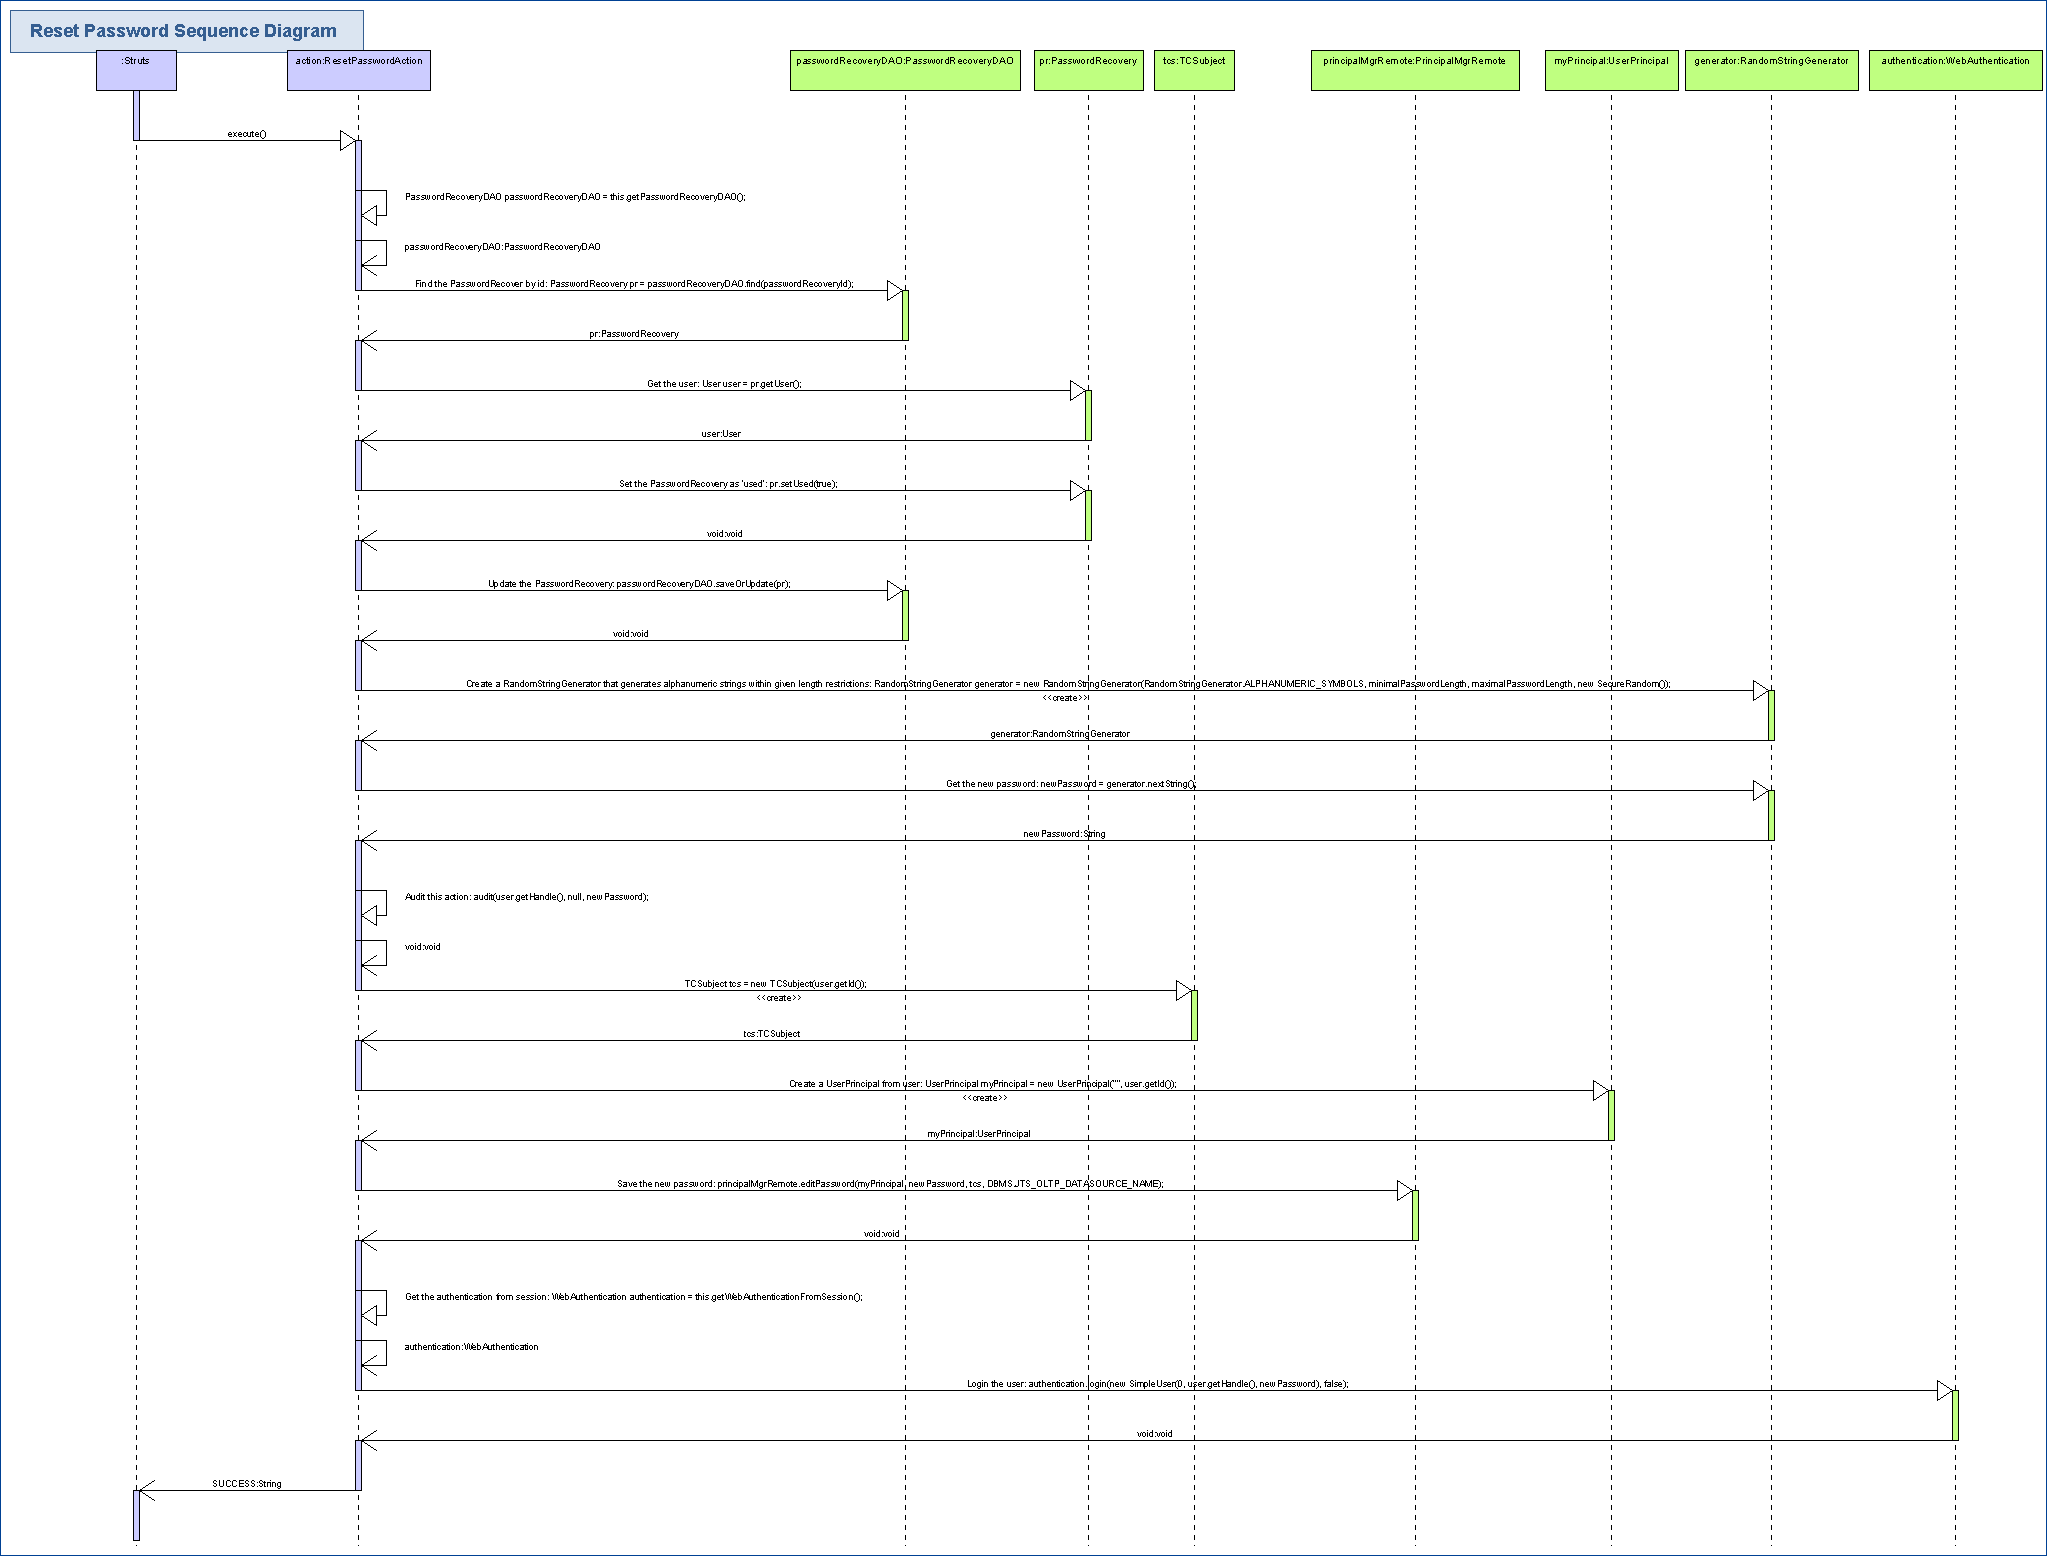 Reset Password Sequence Diagram
:Struts
action:ResetPasswordAction
passwordRecoveryDAO:PasswordRecoveryDAO
pr:PasswordRecovery
tcs:TCSubject
principalMgrRemote:PrincipalMgrRemote
myPrincipal:UserPrincipal
generator:RandomStringGenerator
authentication:WebAuthentication
execute()
PasswordRecoveryDAO passwordRecoveryDAO = this.getPasswordRecoveryDAO();
passwordRecoveryDAO:PasswordRecoveryDAO
Find the PasswordRecover by id: PasswordRecovery pr = passwordRecoveryDAO.find(passwordRecoveryId);
pr:PasswordRecovery
Get the user: User user = pr.getUser();
user:User
Set the PasswordRecovery as 'used': pr.setUsed(true);
void:void
Update the PasswordRecovery: passwordRecoveryDAO.saveOrUpdate(pr);
void:void
Create a RandomStringGenerator that generates alphanumeric strings within given length restrictions: RandomStringGenerator generator = new RandomStringGenerator(RandomStringGenerator.ALPHANUMERIC_SYMBOLS, minimalPasswordLength, maximalPasswordLength, new SecureRandom());
<<create>>
generator:RandomStringGenerator
Get the new password: newPassword = generator.nextString();
newPassword:String
Audit this action: audit(user.getHandle(), null, newPassword);
void:void
TCSubject tcs = new TCSubject(user.getId());
<<create>>
tcs:TCSubject
Create a UserPrincipal from user: UserPrincipal myPrincipal = new UserPrincipal("", user.getId());
<<create>>
myPrincipal:UserPrincipal
Save the new password: principalMgrRemote.editPassword(myPrincipal, newPassword, tcs, DBMS.JTS_OLTP_DATASOURCE_NAME);
void:void
Get the authentication from session: WebAuthentication authentication = this.getWebAuthenticationFromSession();
authentication:WebAuthentication
Login the user: authentication.login(new SimpleUser(0, user.getHandle(), newPassword), false);
void:void
SUCCESS:String